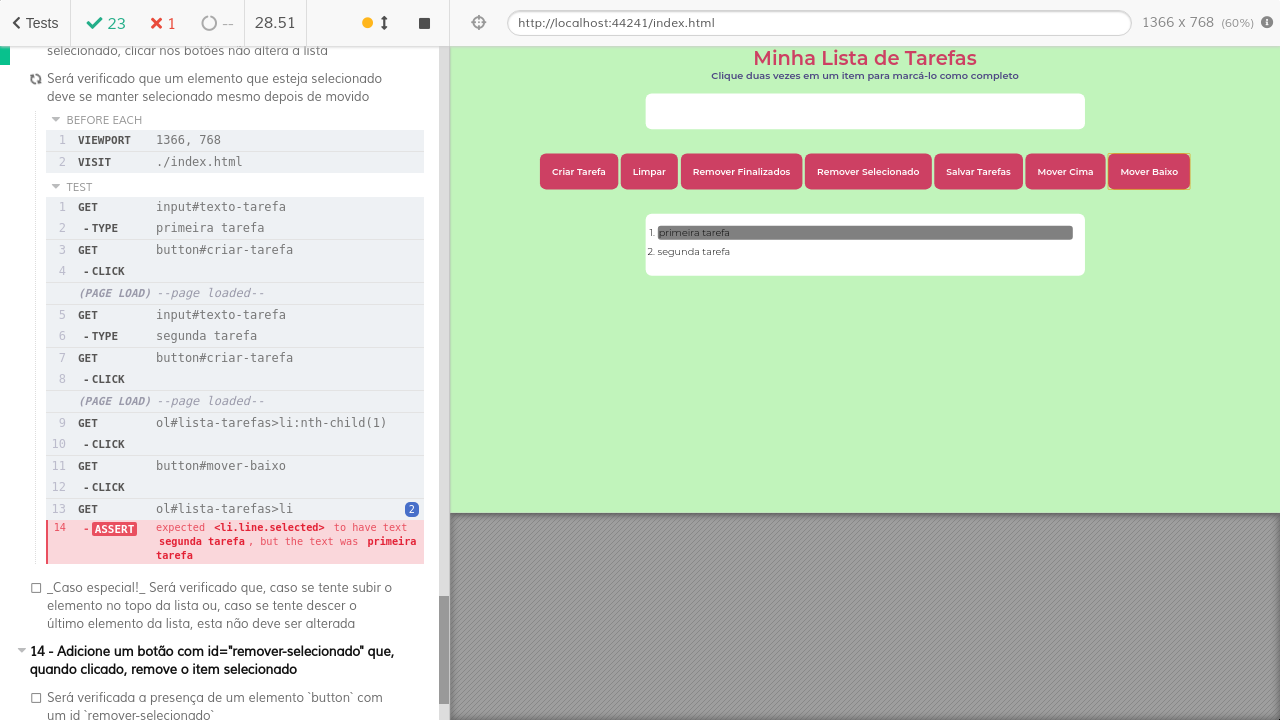 Tests
23
1
--
28.51
selecionado, clicar nos botões não altera a lista
Será verificado que um elemento que esteja selecionado
deve se manter selecionado mesmo depois de movido
BEFORE EACH
1 VIEWPORT 1366, 768
2 VISIT ./index.html
TEST
1 GET input#texto-tarefa
2 - TYPE primeira tarefa
3 GET button#criar-tarefa
4 - CLICK
(PAGE LOAD) --page loaded--
5 GET input#texto-tarefa
6 - TYPE segunda tarefa
7 GET button#criar-tarefa
8 - CLICK
(PAGE LOAD) --page loaded--
9 GET ol#lista-tarefas>li:nth-child(1)
10 - CLICK
11 GET button#mover-baixo
12 - CLICK
13 GET ol#lista-tarefas>li 2
14 - ASSERT expected <li.line.selected> to have text
segunda tarefa , but the text was primeira
tarefa
_Caso especial!_ Será verificado que, caso se tente subir o
elemento no topo da lista ou, caso se tente descer o
último elemento da lista, esta não deve ser alterada
14 - Adicione um botão com id="remover-selecionado" que,
quando clicado, remove o item selecionado
Será verificada a presença de um elemento `button` com
um id `remover-selecionado`
http://localhost:44241/index.html
1366 x 768 (60%)
Minha Lista de Tarefas
Clique duas vezes em um item para marcá-lo como completo
Criar Tarefa
Limpar
Remover Finalizados
Remover Selecionado
Salvar Tarefas
Mover Cima
Mover Baixo
1. primeira tarefa
2. segunda tarefa